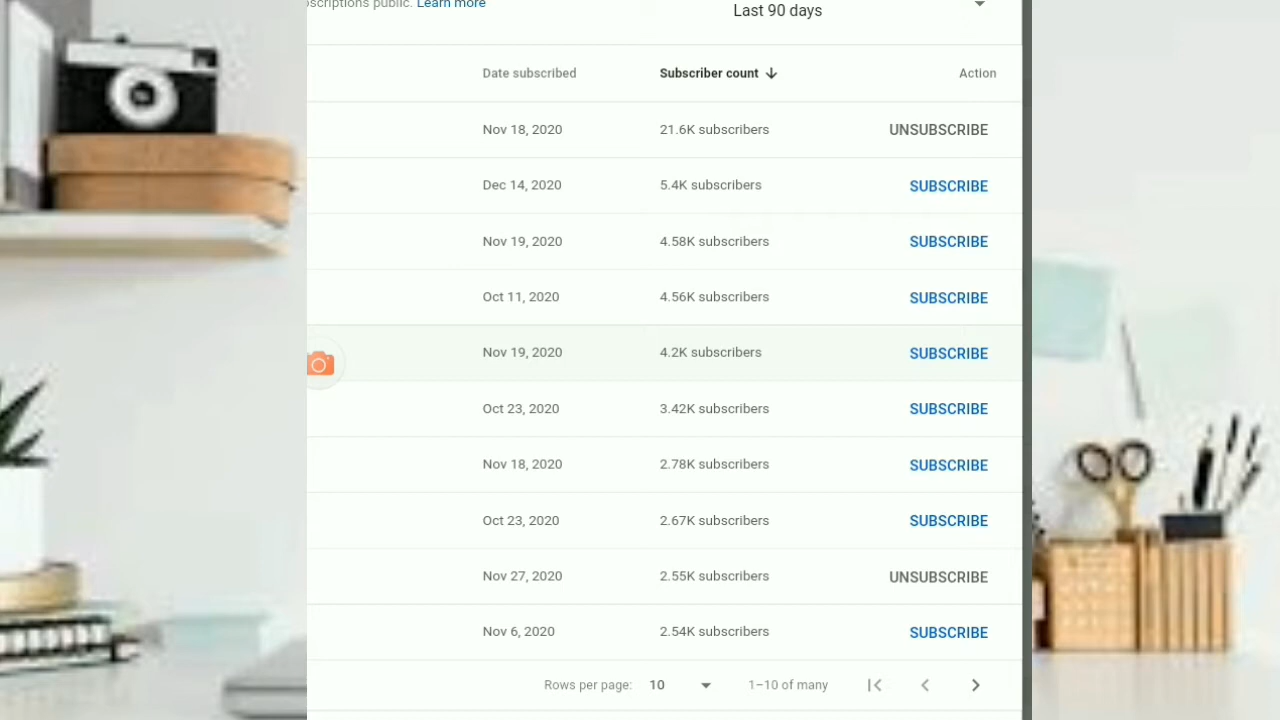 scriptions public. Learn more
Last 90 days
Date subscribed Subscriber count Action
Nov 18, 2020 21.6K subscribers UNSUBSCRIBE
Dec 14, 2020 5.4K subscribers SUBSCRIBE
Nov 19, 2020 4.58K subscribers SUBSCRIBE
Oct 11, 2020 4.56K subscribers SUBSCRIBE
Nov 19, 2020 4.2K subscribers SUBSCRIBE
Oct 23, 2020 3.42K subscribers SUBSCRIBE
Nov 18, 2020 2.78K subscribers SUBSCRIBE
Oct 23, 2020 2.67K subscribers SUBSCRIBE
Nov 27, 2020 2.55K subscribers UNSUBSCRIBE
Nov 6, 2020 2.54K subscribers SUBSCRIBE
Rows per page: 10 1–10 of many